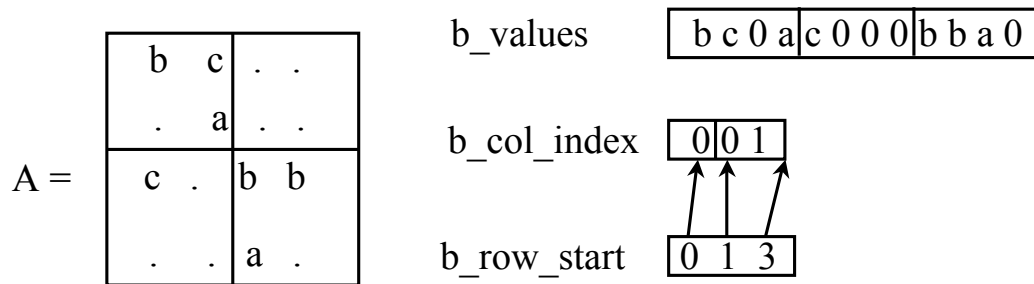 b_values b c 0 a c 0 0 0 b b a 0
b c . .
. a . .
b_col_index 0 0 1
A =
c . b b
. . a .
b_row_start 0 1 3